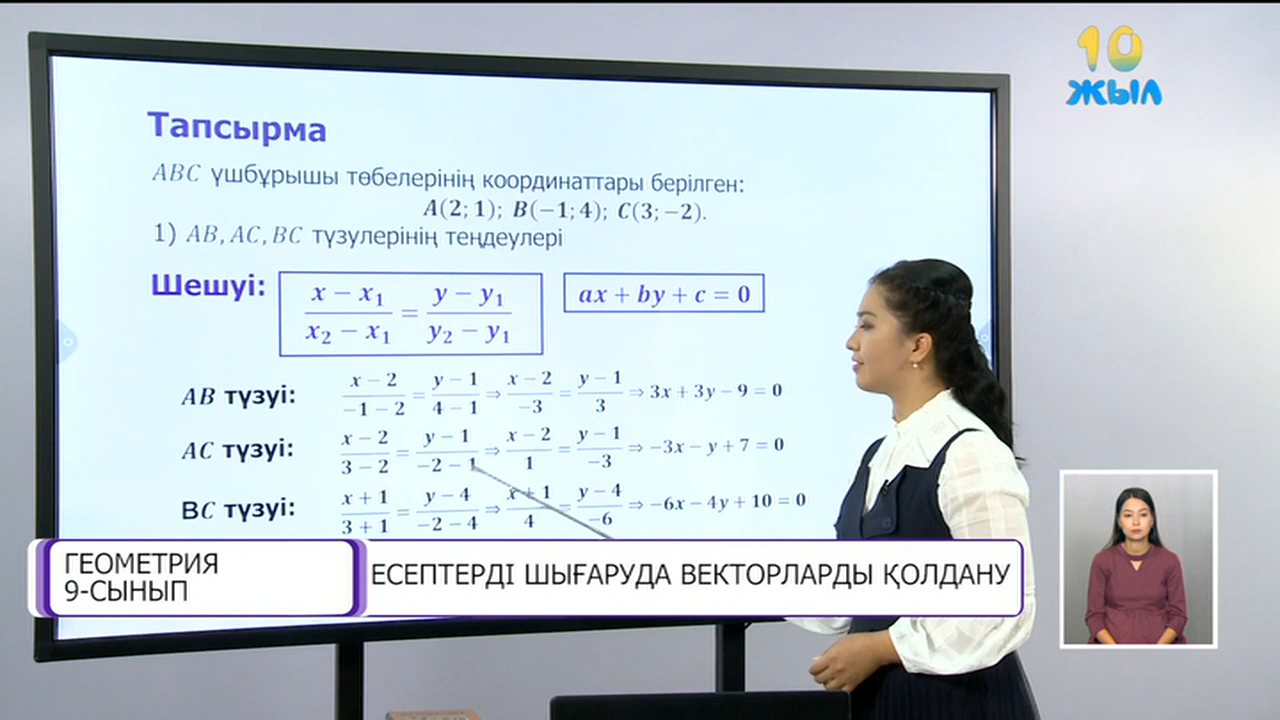 10
ЖЫЛ
Тапсырма
ABC үшбұрышы төбелерінің координаттары берілген:
A(2; 1); B(−1; 4); C(3; −2).
1) AB, AC, BC түзулерінің теңдеулері
Шешуі: (x − x₁)/(x₂ − x₁) = (y − y₁)/(y₂ − y₁) ax + by + c = 0
AB түзуі: (x − 2)/(−1 − 2) = (y − 1)/(4 − 1) ⇒ (x − 2)/(−3) = (y − 1)/3 ⇒ 3x + 3y − 9 = 0
AC түзуі: (x − 2)/(3 − 2) = (y − 1)/(−2 − 1) ⇒ (x − 2)/1 = (y − 1)/(−3) ⇒ −3x − y + 7 = 0
BC түзуі: (x + 1)/(3 + 1) = (y − 4)/(−2 − 4) ⇒ (x + 1)/4 = (y − 4)/(−6) ⇒ −6x − 4y + 10 = 0
ГЕОМЕТРИЯ
9-СЫНЫП
ЕСЕПТЕРДІ ШЫҒАРУДА ВЕКТОРЛАРДЫ ҚОЛДАНУ